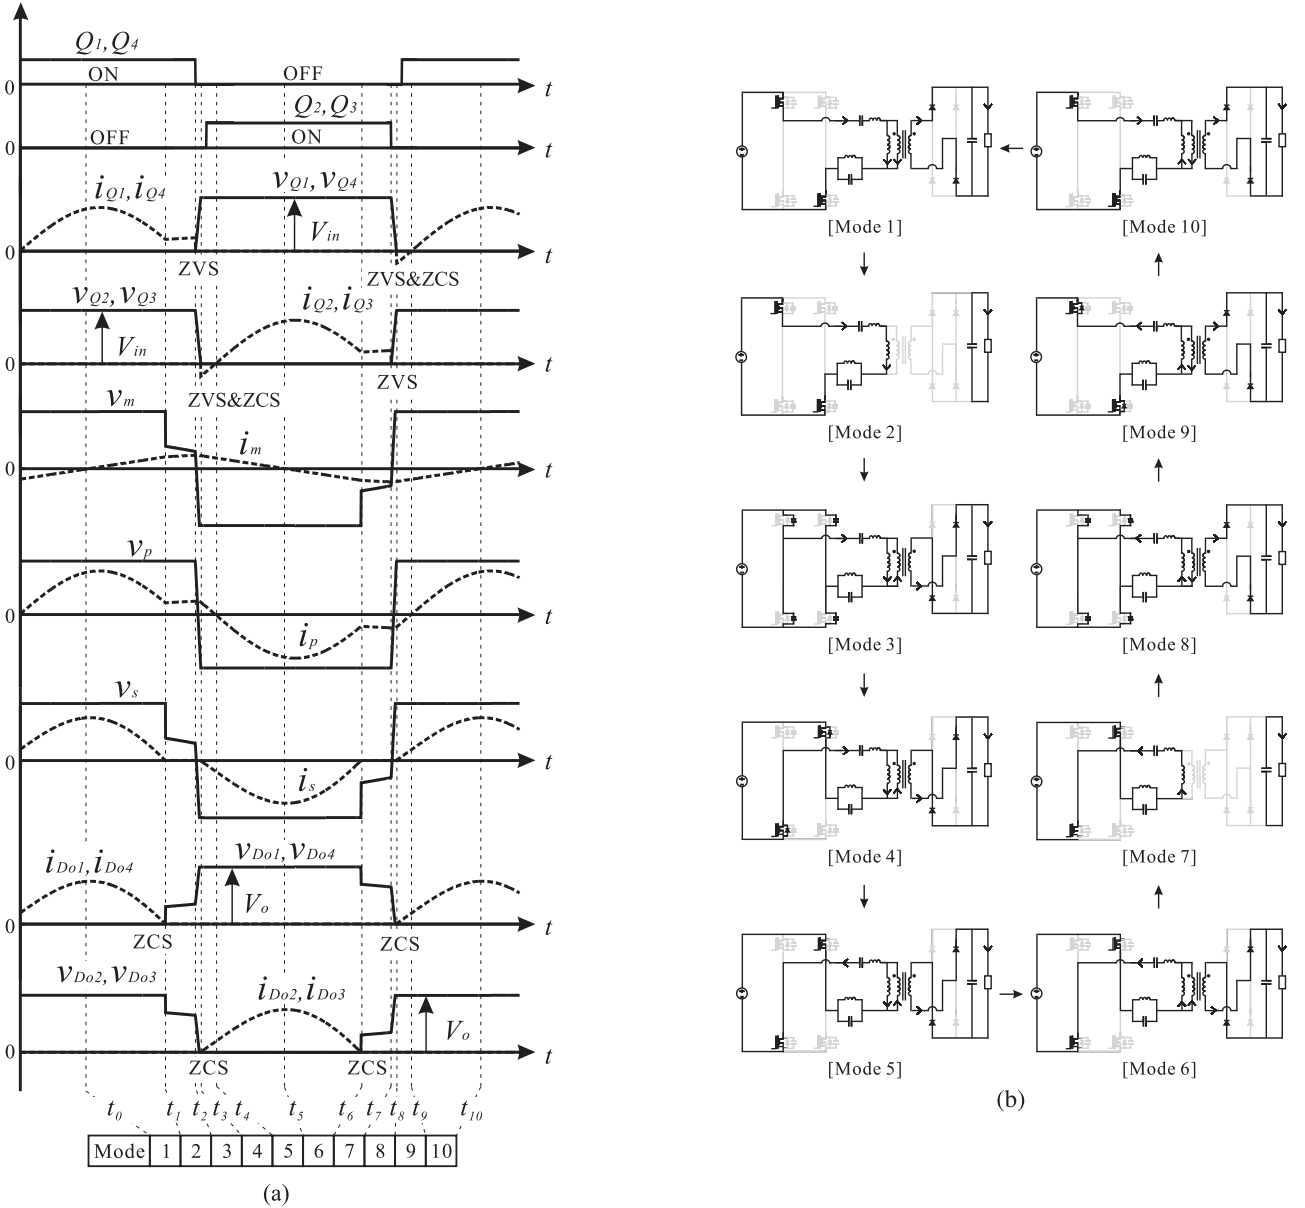 Q1,Q4
ON
OFF
0
t
Q2,Q3
OFF
ON
0
t
iQ1,iQ4
vQ1,vQ4
Vin
0
t
ZVS
ZVS&ZCS
vQ2,vQ3
iQ2,iQ3
Vin
0
t
ZVS
ZVS&ZCS
vm
im
0
t
vp
ip
0
t
vs
is
0
t
iDo1,iDo4
vDo1,vDo4
Vo
0
t
ZCS
ZCS
vDo2,vDo3
iDo2,iDo3
Vo
0
t
ZCS
ZCS
t0 t1 t2 t3 t4 t5 t6 t7 t8 t9 t10
Mode 1 2 3 4 5 6 7 8 9 10
(a)
[Mode 1]
[Mode 10]
[Mode 2]
[Mode 9]
[Mode 3]
[Mode 8]
[Mode 4]
[Mode 7]
[Mode 5]
[Mode 6]
(b)